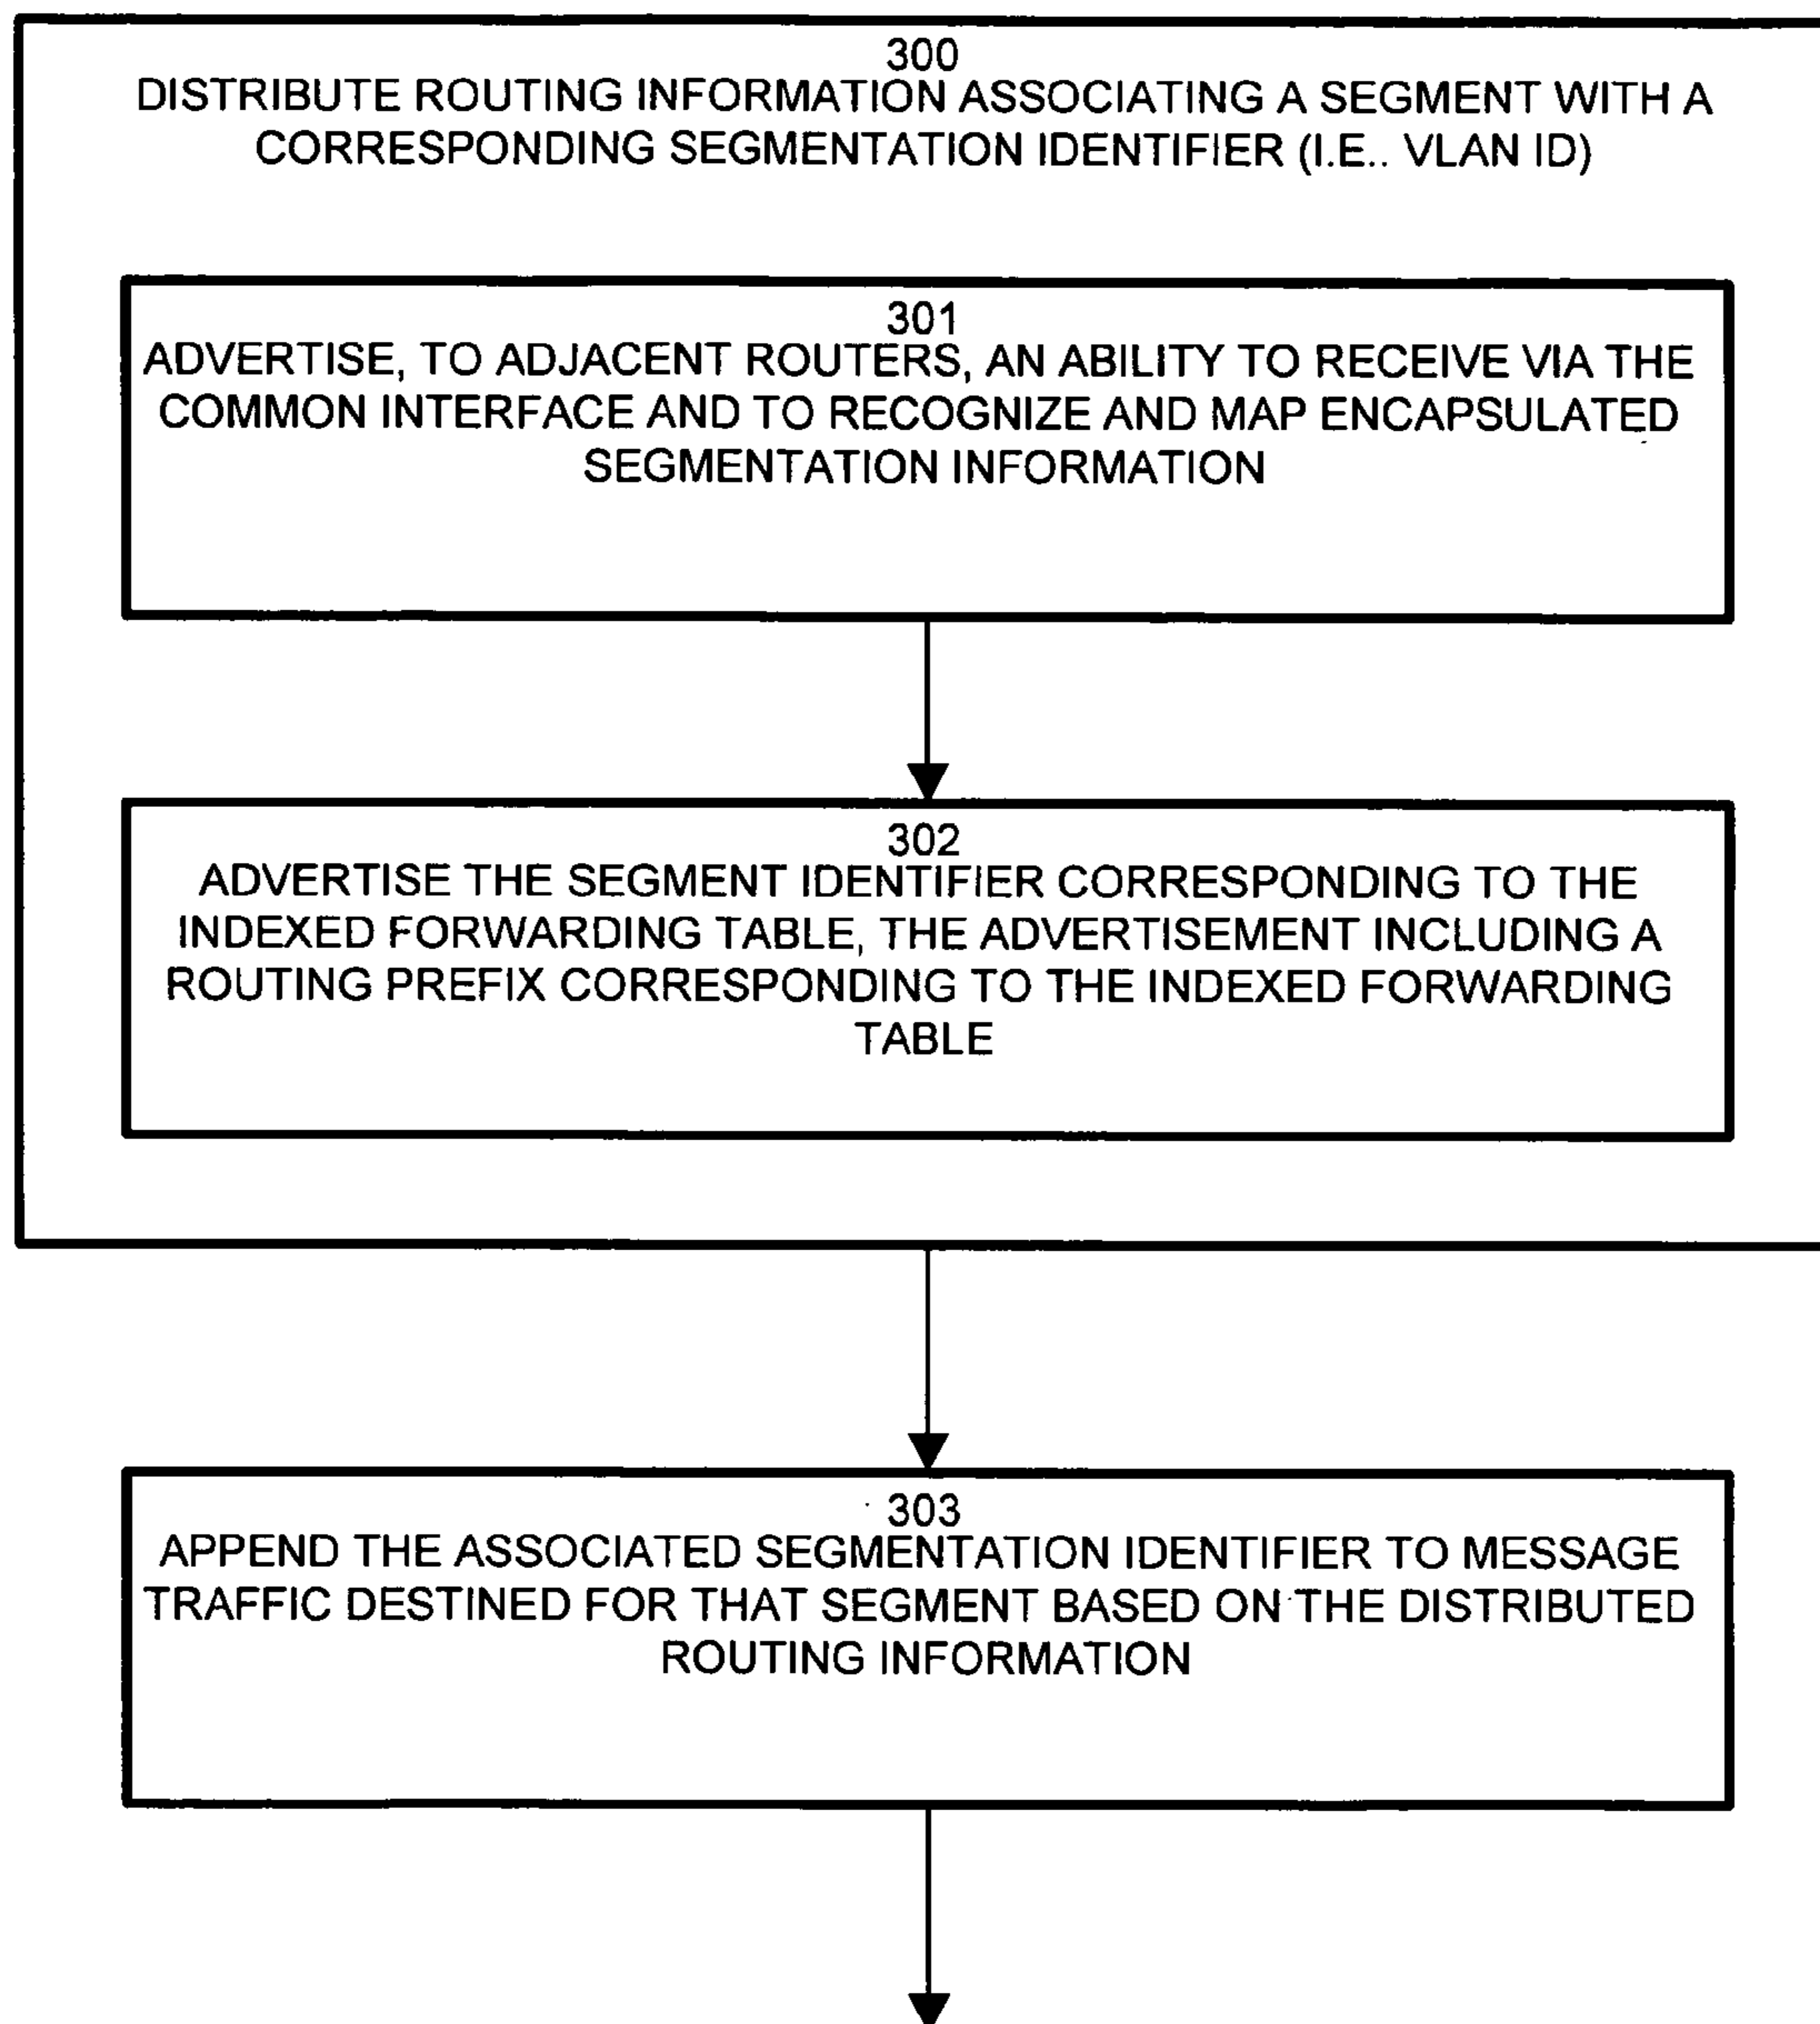 300
DISTRIBUTE ROUTING INFORMATION ASSOCIATING A SEGMENT WITH A
CORRESPONDING SEGMENTATION IDENTIFIER (I.E.. VLAN ID)
301
ADVERTISE, TO ADJACENT ROUTERS, AN ABILITY TO RECEIVE VIA THE
COMMON INTERFACE AND TO RECOGNIZE AND MAP ENCAPSULATED
SEGMENTATION INFORMATION
302
ADVERTISE THE SEGMENT IDENTIFIER CORRESPONDING TO THE
INDEXED FORWARDING TABLE, THE ADVERTISEMENT INCLUDING A
ROUTING PREFIX CORRESPONDING TO THE INDEXED FORWARDING
TABLE
303
APPEND THE ASSOCIATED SEGMENTATION IDENTIFIER TO MESSAGE
TRAFFIC DESTINED FOR THAT SEGMENT BASED ON THE DISTRIBUTED
ROUTING INFORMATION